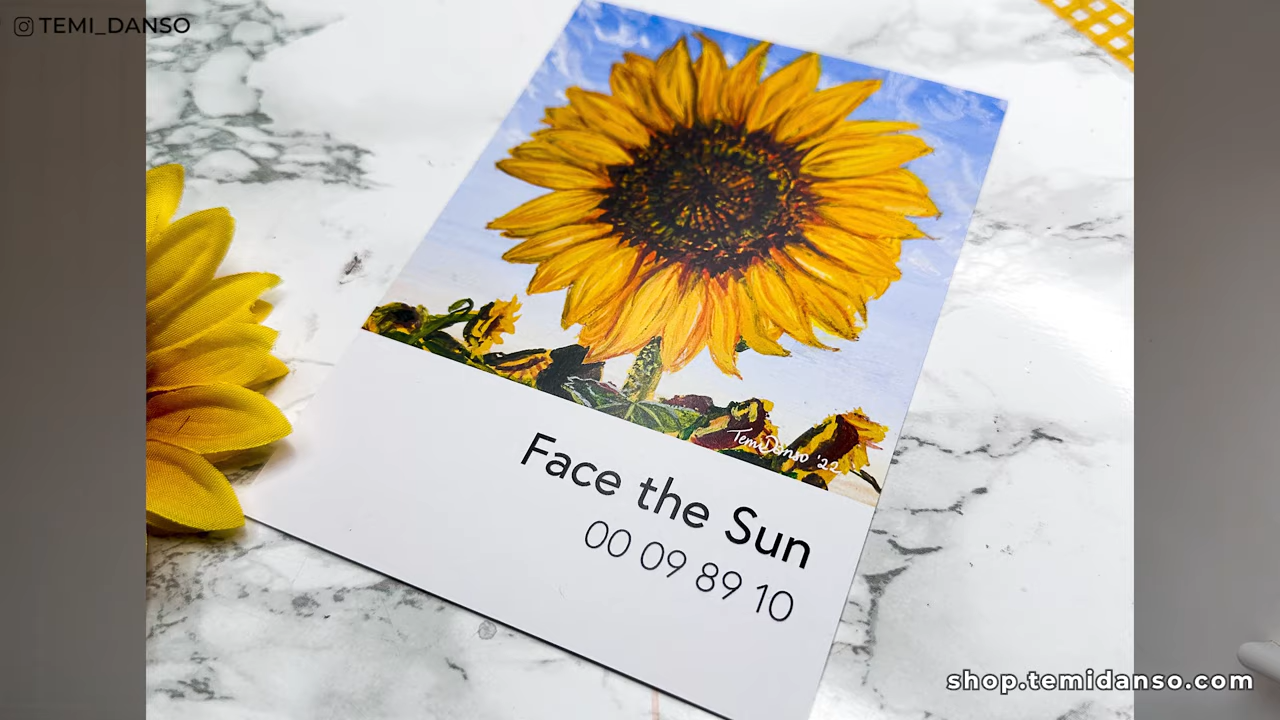 TEMI_DANSO
TemiDanso '22
Face the Sun
00 09 89 10
shop.temidanso.com